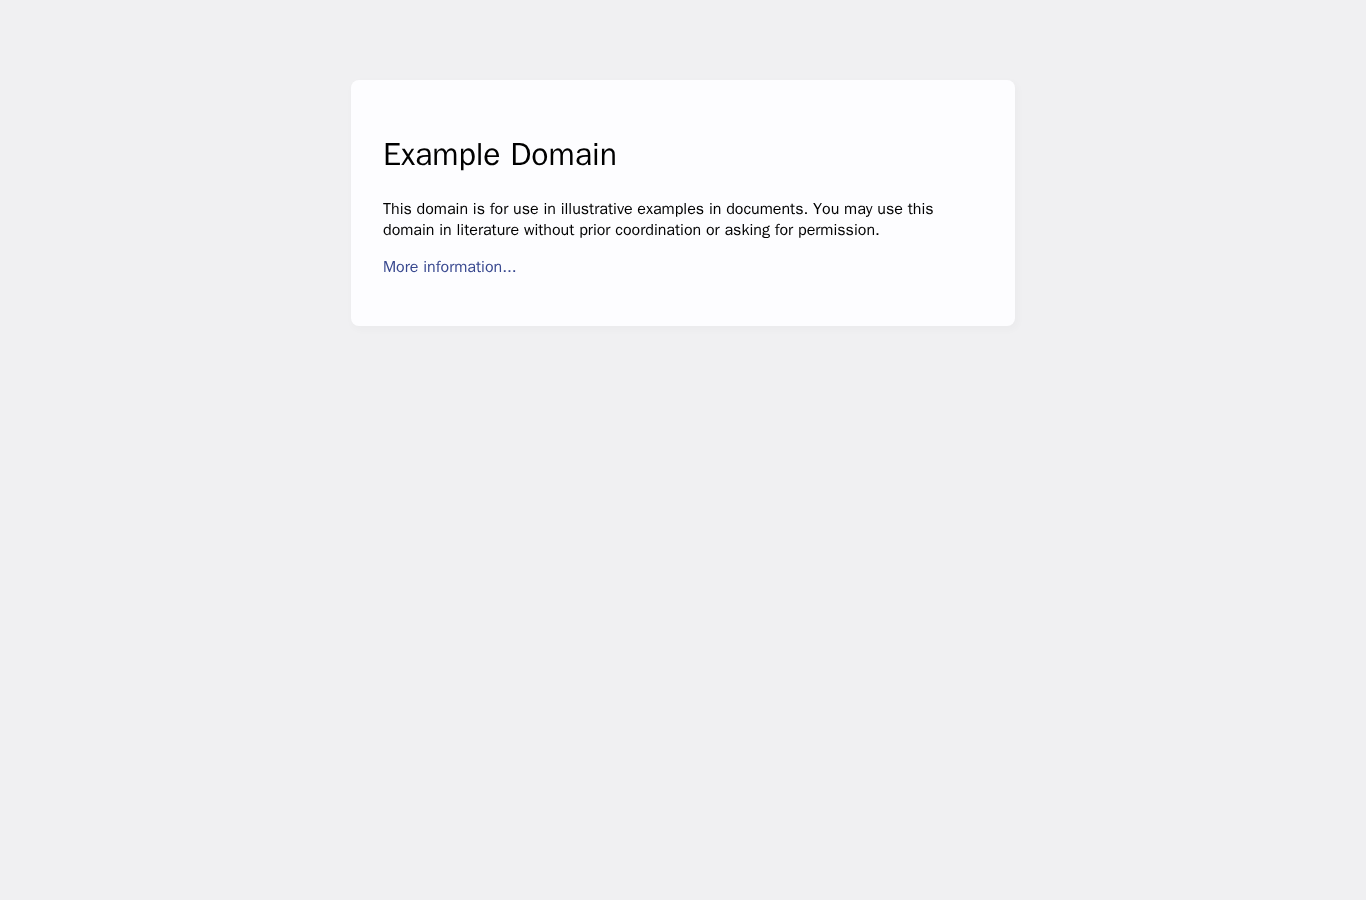 Example Domain
This domain is for use in illustrative examples in documents. You may use this
domain in literature without prior coordination or asking for permission.
More information...